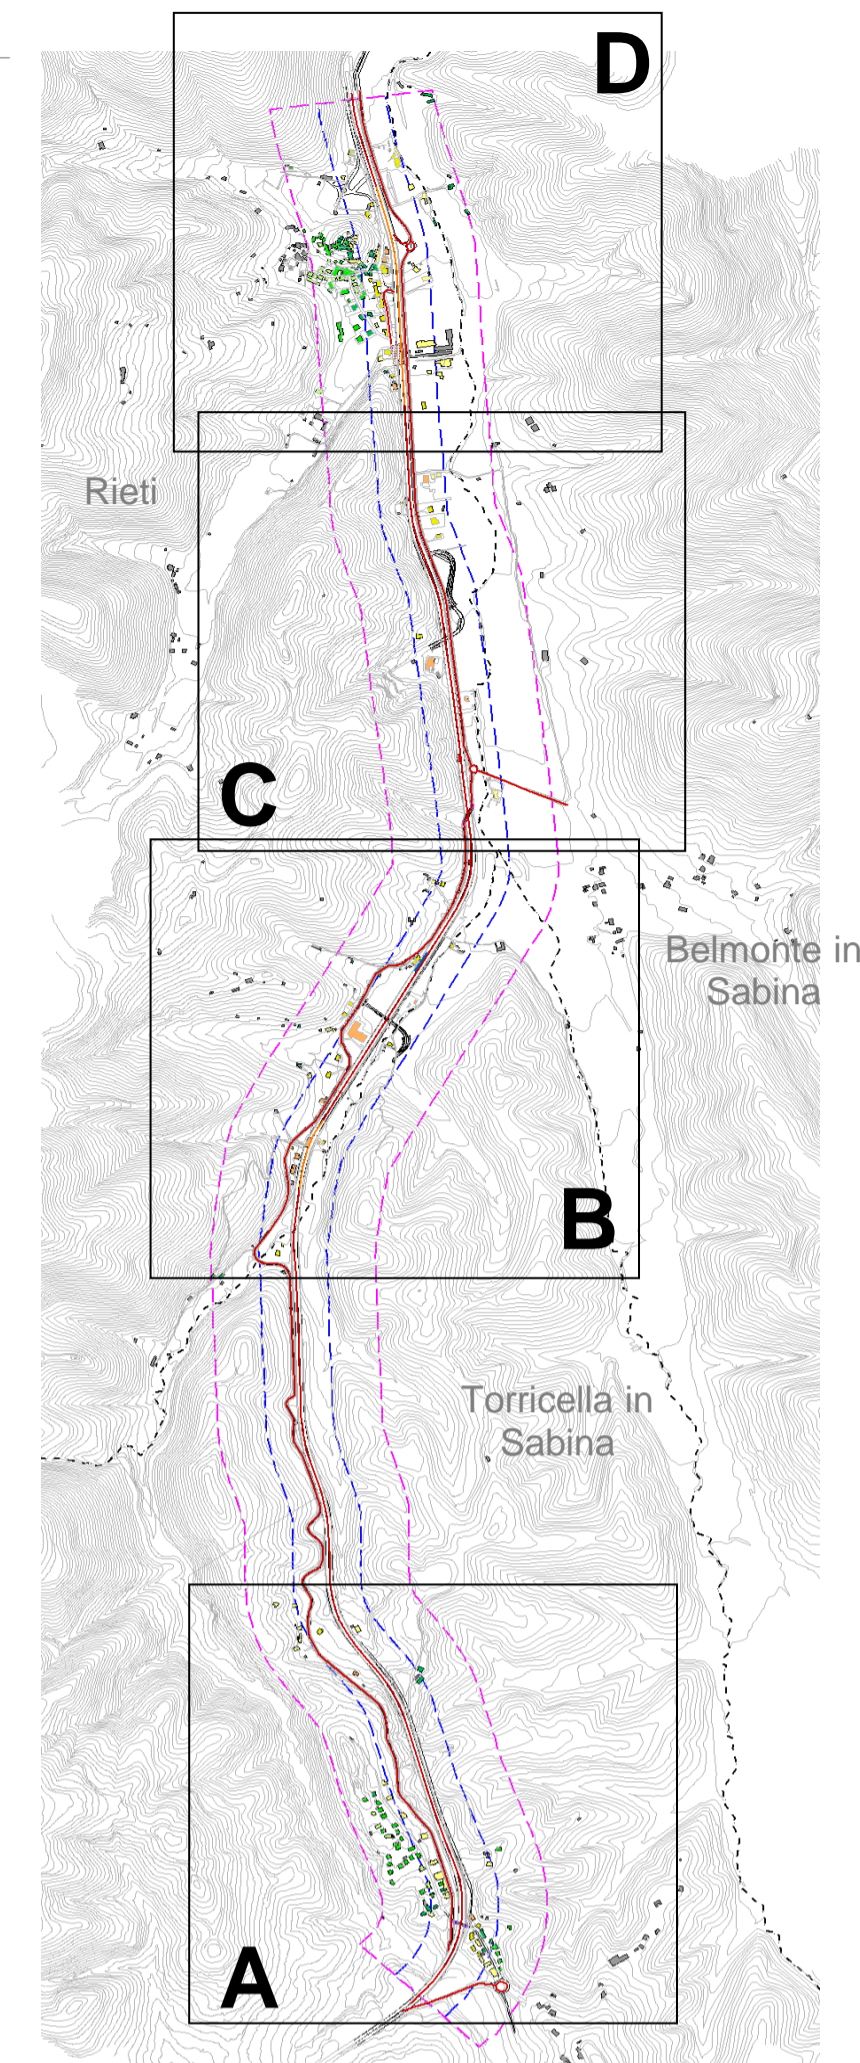 D
Rieti
C
Belmonte in
Sabina
B
Torricella in
Sabina
A